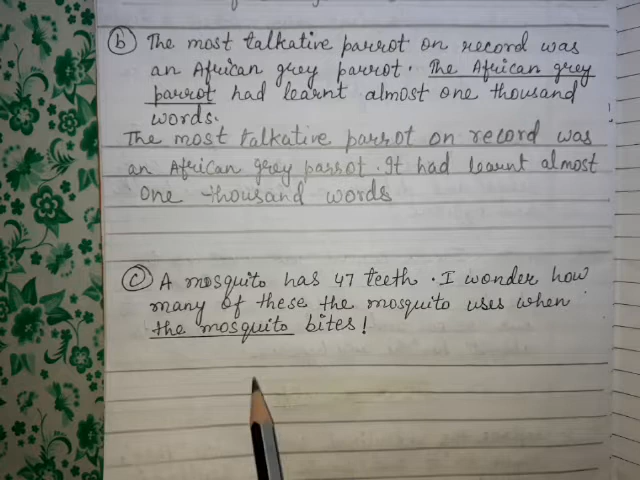 b The most talkative parrot on record was
an African grey parrot. The African grey
parrot had learnt almost one thousand
words.
The most talkative parrot on record was
an African grey parrot. It had learnt almost
one thousand words
c A mosquito has 47 teeth. I wonder how
many of these the mosquito uses when
the mosquito bites!